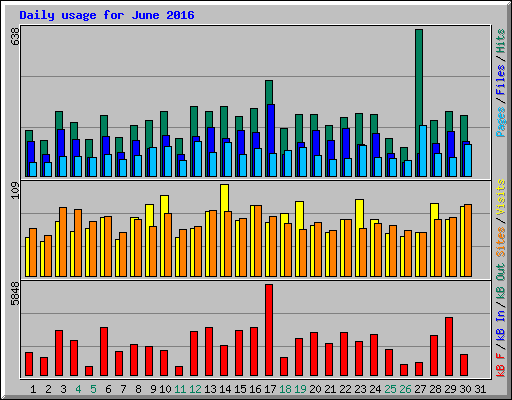 Daily usage for June 2016
638
Pages / Files / Hits
109
Sites / Visits
5848
kB F / kB In / kB Out
1 2 3 4 5 6 7 8 9 10 11 12 13 14 15 16 17 18 19 20 21 22 23 24 25 26 27 28 29 30 31